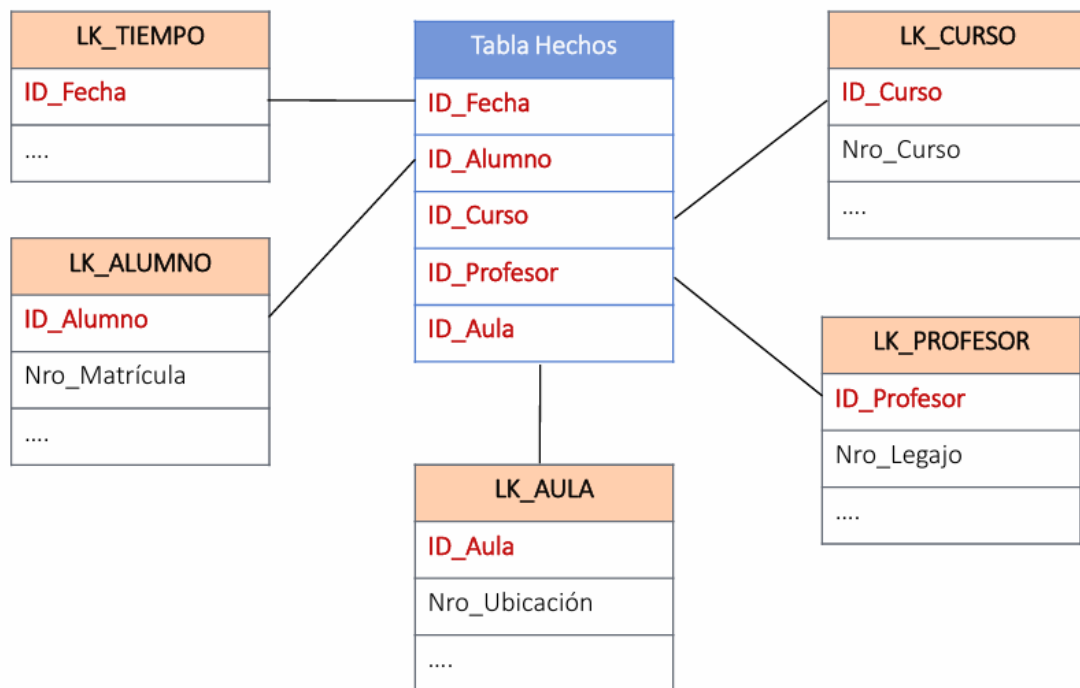 LK_TIEMPO
ID_Fecha
....
LK_ALUMNO
ID_Alumno
Nro_Matrícula
....
Tabla Hechos
ID_Fecha
ID_Alumno
ID_Curso
ID_Profesor
ID_Aula
LK_AULA
ID_Aula
Nro_Ubicación
....
LK_CURSO
ID_Curso
Nro_Curso
....
LK_PROFESOR
ID_Profesor
Nro_Legajo
....